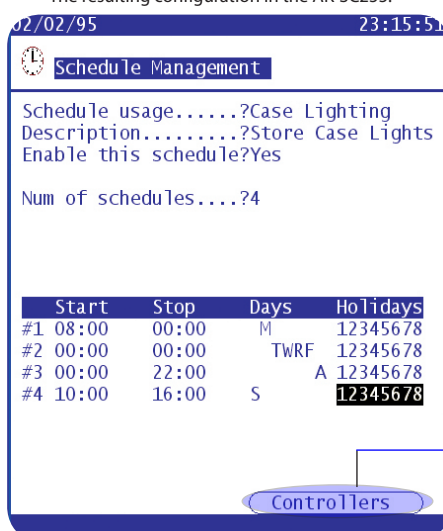 02/02/95 23:15:51
Schedule Management
Schedule usage......?Case Lighting
Description.........?Store Case Lights
Enable this schedule?Yes
Num of schedules....?4
Start Stop Days Holidays
#1 08:00 00:00 M 12345678
#2 00:00 00:00 TWRF 12345678
#3 00:00 22:00 A 12345678
#4 10:00 16:00 S 12345678
Controllers